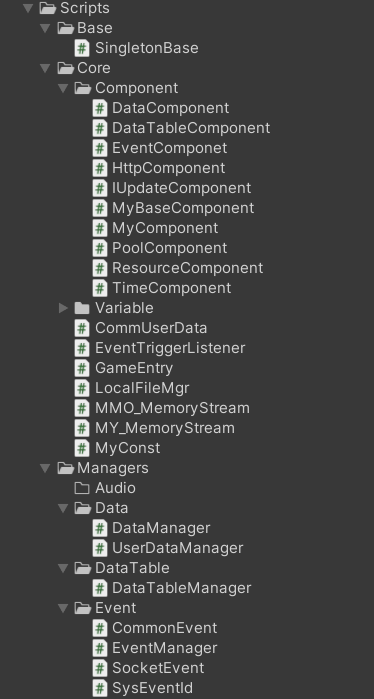 Scripts
Base
SingletonBase
Core
Component
DataComponent
DataTableComponent
EventComponet
HttpComponent
IUpdateComponent
MyBaseComponent
MyComponent
PoolComponent
ResourceComponent
TimeComponent
Variable
CommUserData
EventTriggerListener
GameEntry
LocalFileMgr
MMO_MemoryStream
MY_MemoryStream
MyConst
Managers
Audio
Data
DataManager
UserDataManager
DataTable
DataTableManager
Event
CommonEvent
EventManager
SocketEvent
SysEventId